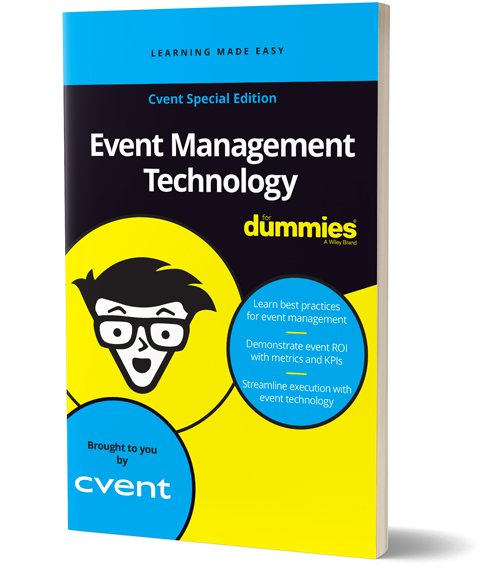 LEARNING MADE EASY
Cvent Special Edition
Event Management
Technology
for
dummies®
A Wiley Brand
Learn best practices
for event management
Demonstrate event ROI
with metrics and KPIs
Streamline execution with
event technology
Brought to you
by
cvent